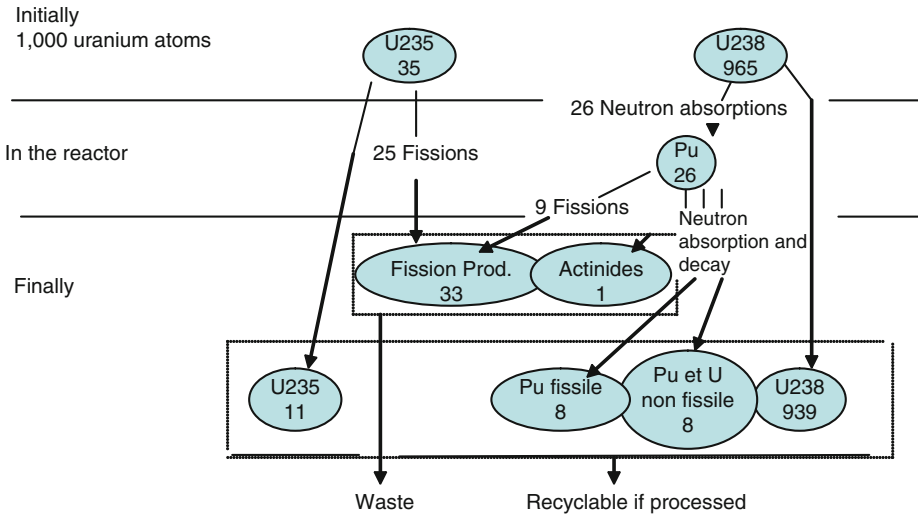 Initially
1,000 uranium atoms
U235
35
U238
965
26 Neutron absorptions
In the reactor
25 Fissions
Pu
26
9 Fissions
Neutron
absorption and
decay
Finally
Fission Prod.
33
Actinides
1
U235
11
Pu fissile
8
Pu et U
non fissile
8
U238
939
Waste
Recyclable if processed